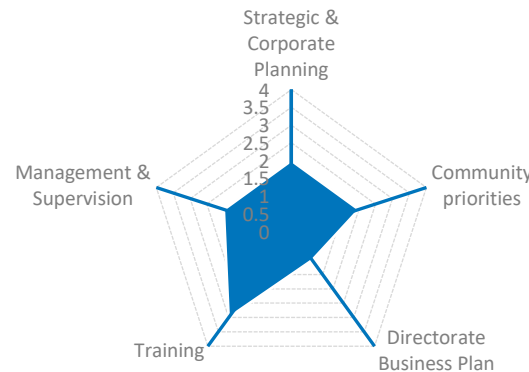 Strategic &
Corporate
Planning
4
3.5
3
2.5
2
1.5
1
0.5
0
Management &
Supervision
Community
priorities
Training
Directorate
Business Plan